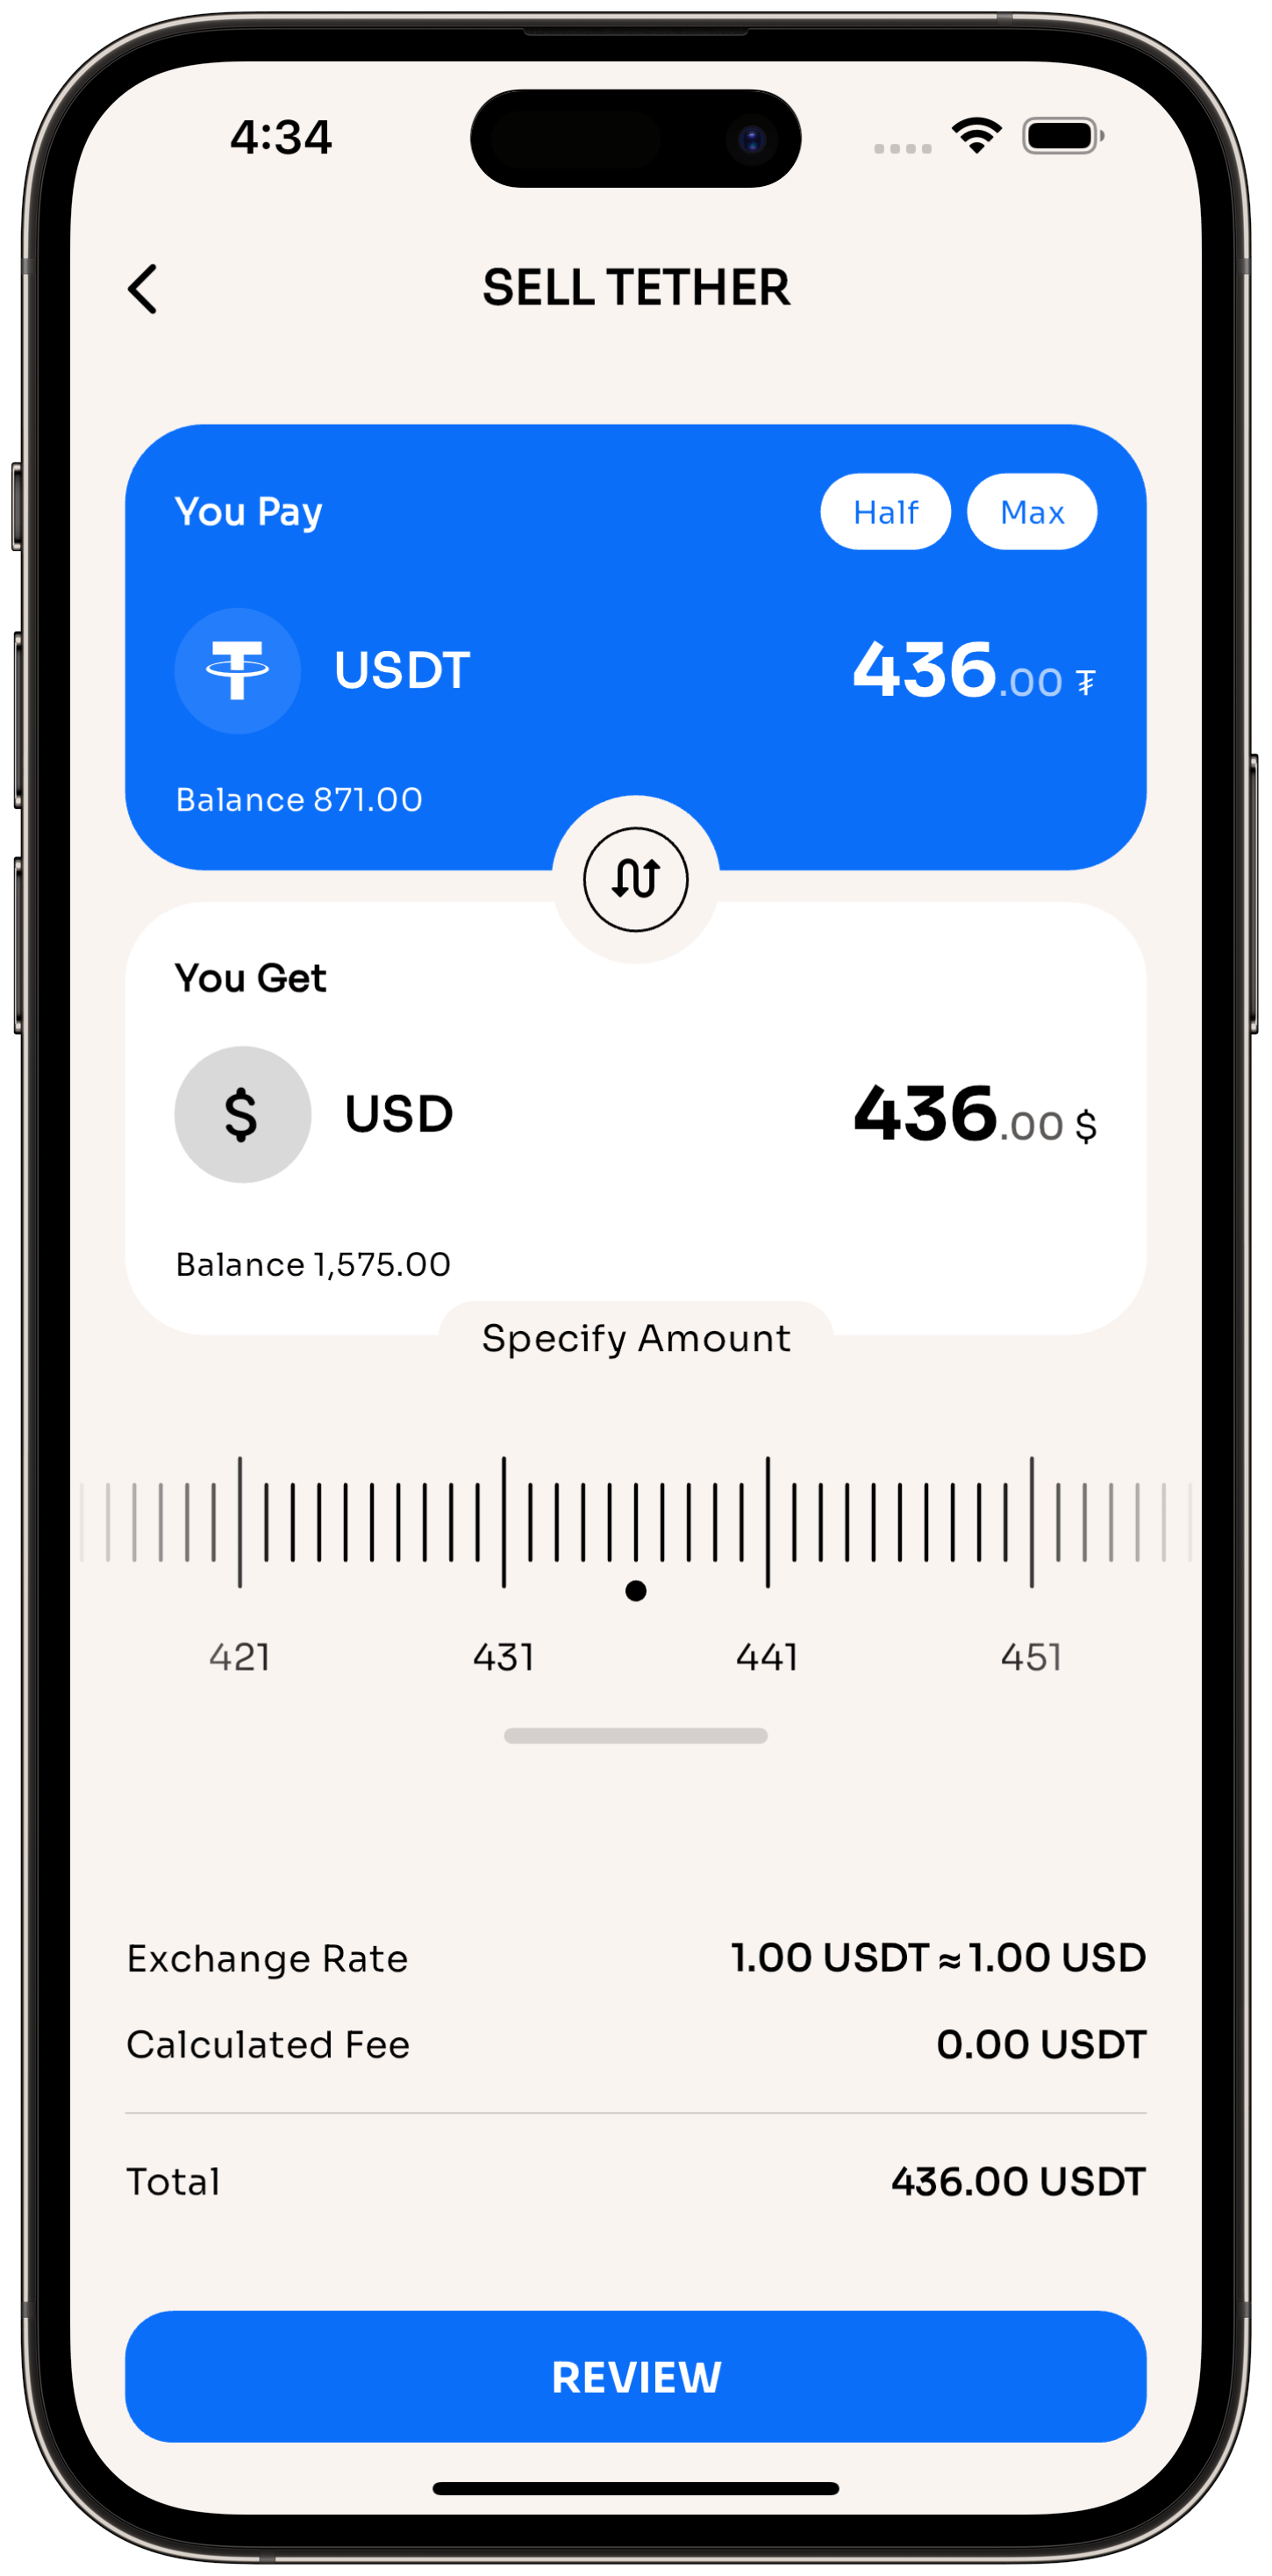 4:34
SELL TETHER
You Pay Half Max
USDT 436.00 ₮
Balance 871.00
You Get
$ USD 436.00 $
Balance 1,575.00
Specify Amount
421 431 441 451
Exchange Rate 1.00 USDT ≈ 1.00 USD
Calculated Fee 0.00 USDT
Total 436.00 USDT
REVIEW